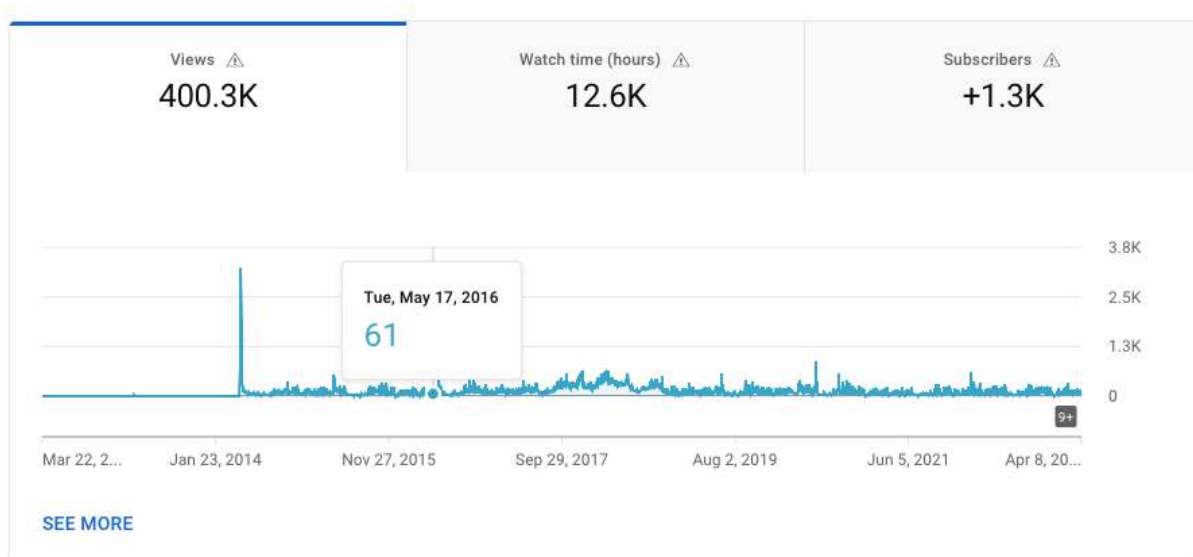 Views
400.3K
Watch time (hours)
12.6K
Subscribers
+1.3K
3.8K
Tue, May 17, 2016
2.5K
61
1.3K
0
9+
Mar 22, 2... Jan 23, 2014 Nov 27, 2015 Sep 29, 2017 Aug 2, 2019 Jun 5, 2021 Apr 8, 20...
SEE MORE